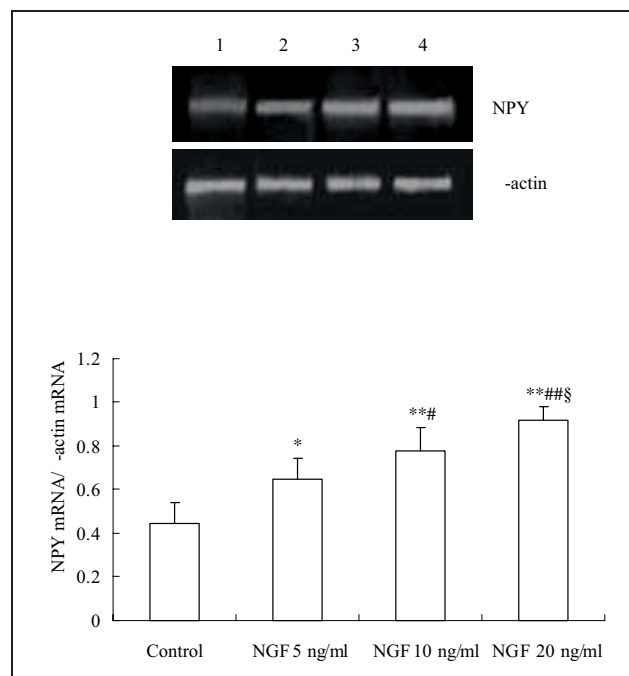 1 2 3 4
NPY
-actin
NPY mRNA/ -actin mRNA
1.2
1
0.8
0.6
0.4
0.2
0
*
**#
**##§
Control NGF 5 ng/ml NGF 10 ng/ml NGF 20 ng/ml